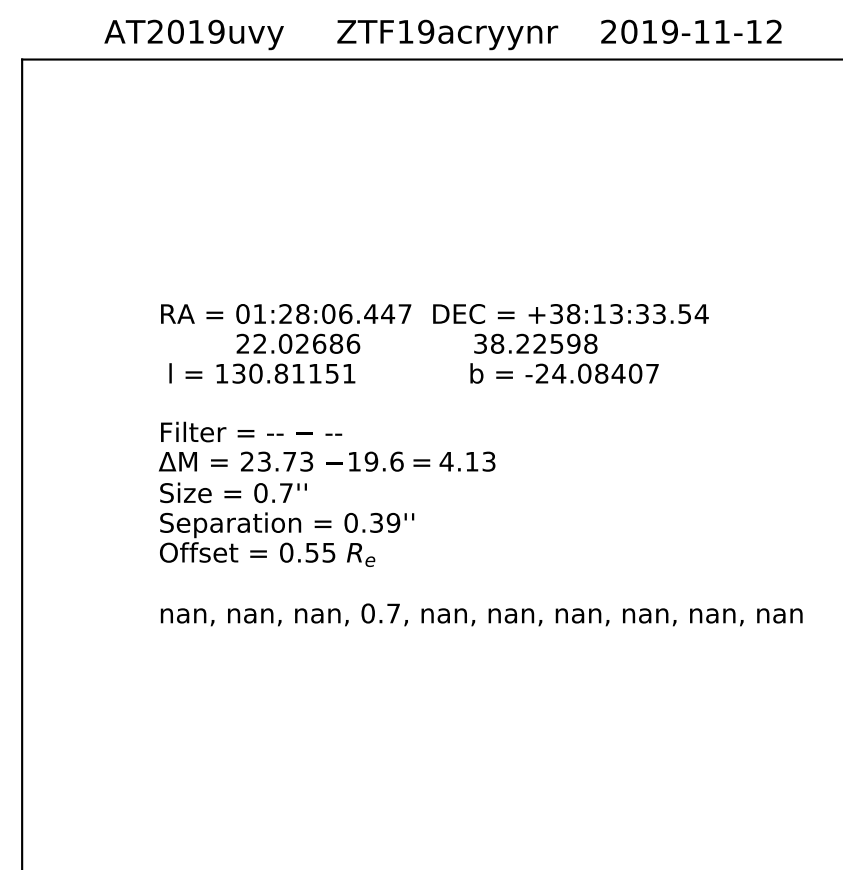 AT2019uvy ZTF19acryynr 2019-11-12
RA = 01:28:06.447 DEC = +38:13:33.54
22.02686 38.22598
l = 130.81151 b = -24.08407
Filter = -- − --
ΔM = 23.73 −19.6 = 4.13
Size = 0.7''
Separation = 0.39''
Offset = 0.55 Rₑ
nan, nan, nan, 0.7, nan, nan, nan, nan, nan, nan